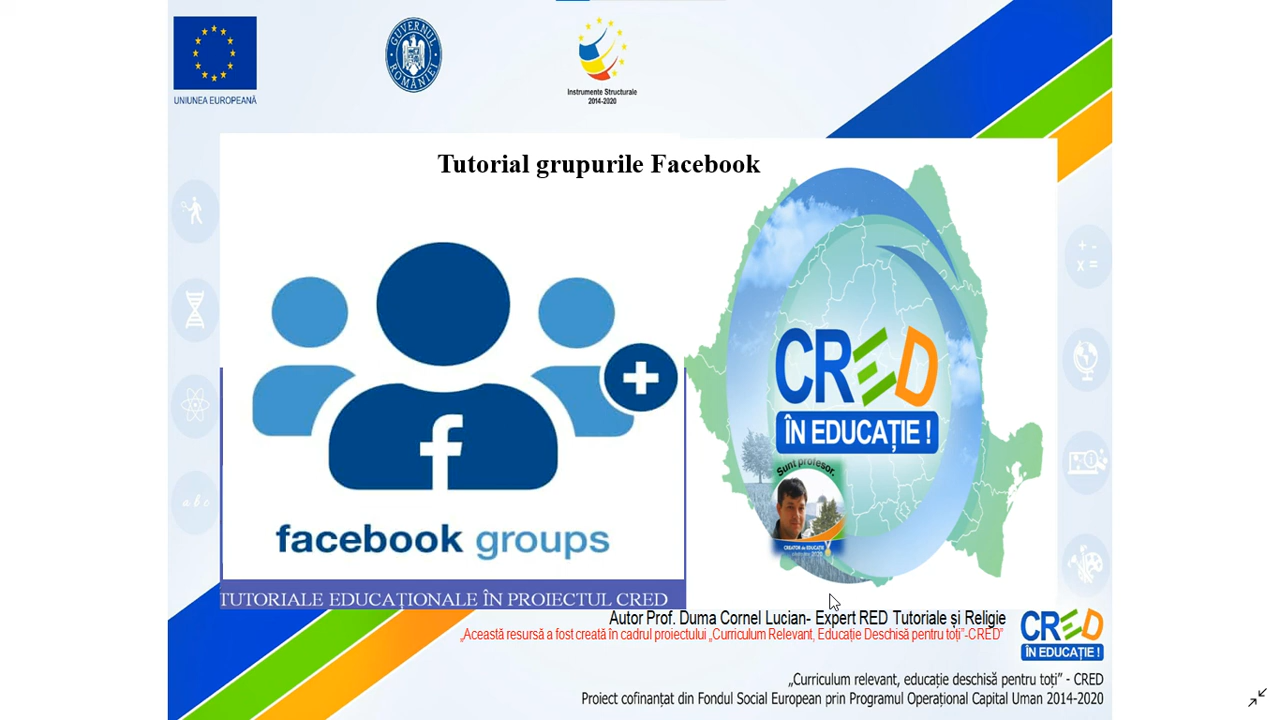 UNIUNEA EUROPEANĂ
GUVERNUL ROMÂNIEI
Instrumente Structurale
2014-2020
Tutorial grupurile Facebook
f
facebook groups
TUTORIALE EDUCAȚIONALE ÎN PROIECTUL CRED
CRED
ÎN EDUCAȚIE !
Sunt profesor.
CREATOR de EDUCAȚIE
+ -
x =
a b c
Autor Prof. Duma Cornel Lucian- Expert RED Tutoriale și Religie
„Această resursă a fost creată în cadrul proiectului „Curriculum Relevant, Educație Deschisă pentru toți”-CRED”
CRED
ÎN EDUCAȚIE !
„Curriculum relevant, educație deschisă pentru toți” - CRED
Proiect cofinanțat din Fondul Social European prin Programul Operațional Capital Uman 2014-2020